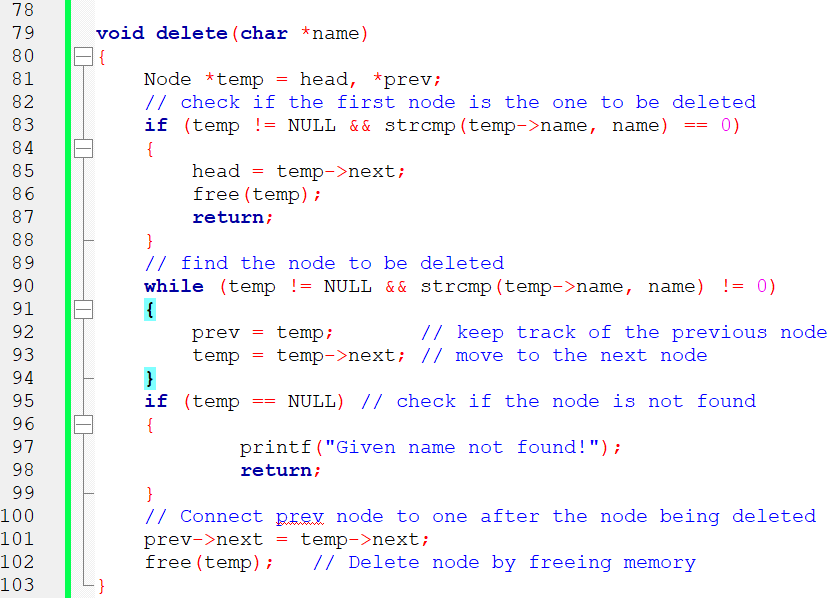 78
79 void delete(char *name)
80 {
81 Node *temp = head, *prev;
82 // check if the first node is the one to be deleted
83 if (temp != NULL && strcmp(temp->name, name) == 0)
84 {
85 head = temp->next;
86 free(temp);
87 return;
88 }
89 // find the node to be deleted
90 while (temp != NULL && strcmp(temp->name, name) != 0)
91 {
92 prev = temp; // keep track of the previous node
93 temp = temp->next; // move to the next node
94 }
95 if (temp == NULL) // check if the node is not found
96 {
97 printf("Given name not found!");
98 return;
99 }
100 // Connect prev node to one after the node being deleted
101 prev->next = temp->next;
102 free(temp); // Delete node by freeing memory
103 }